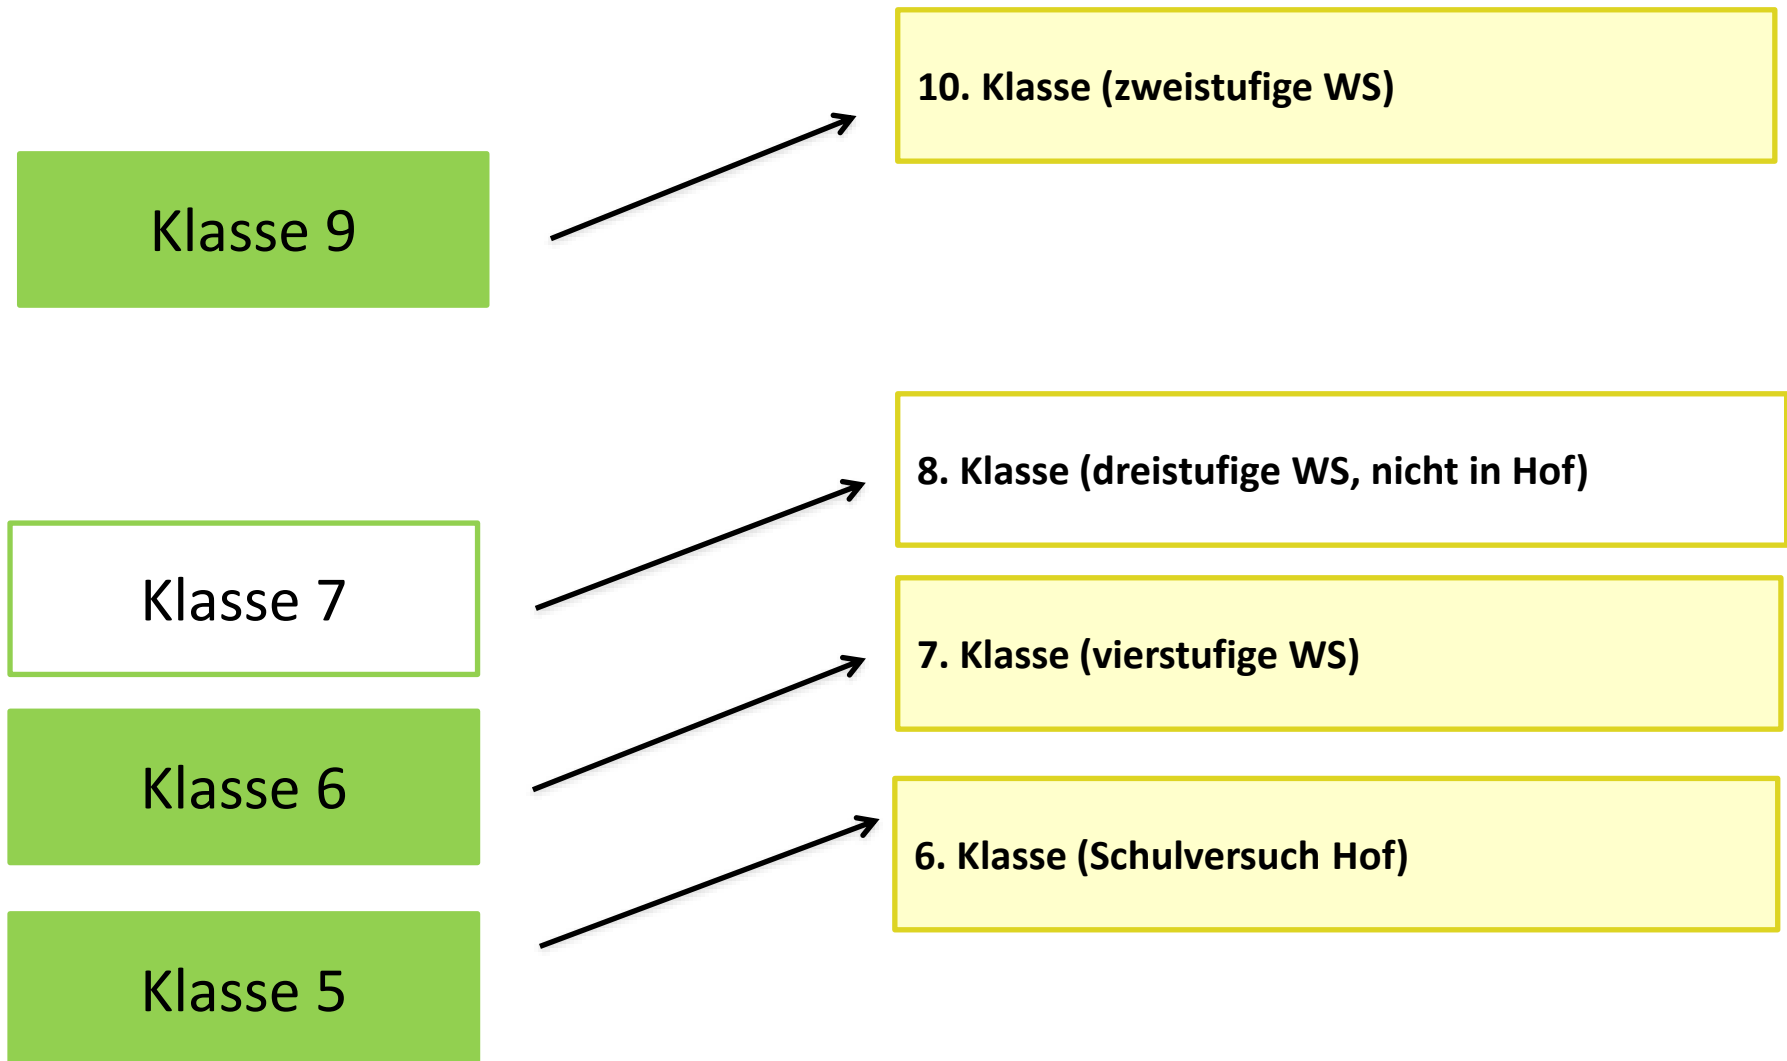 10. Klasse (zweistufige WS)
Klasse 9
8. Klasse (dreistufige WS, nicht in Hof)
Klasse 7
7. Klasse (vierstufige WS)
Klasse 6
6. Klasse (Schulversuch Hof)
Klasse 5